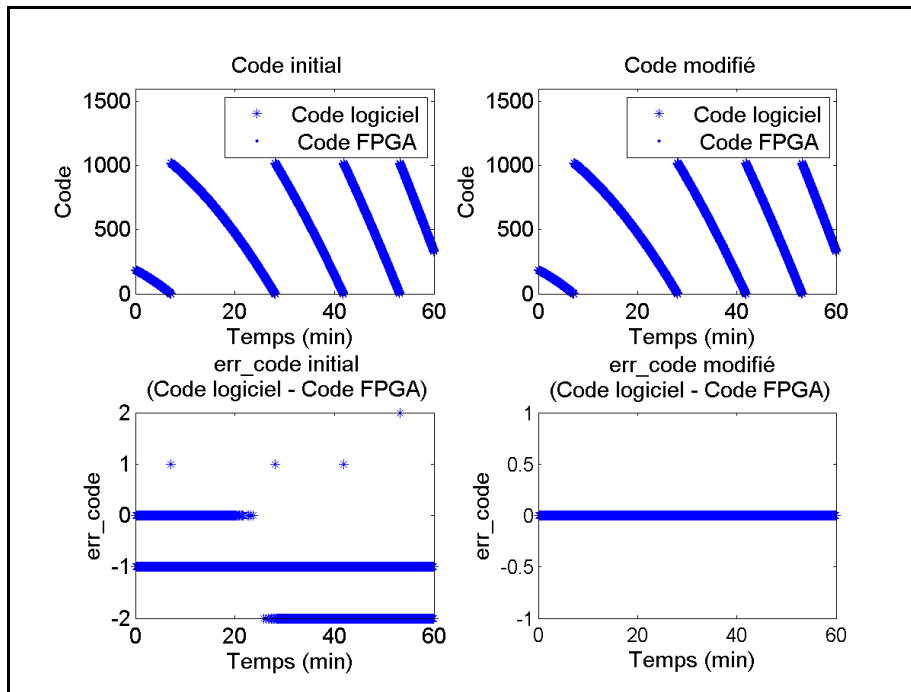 Code initial
1500
1000
500
0
Code
Code logiciel
Code FPGA
0 20 40 60
Temps (min)
Code modifié
1500
1000
500
0
Code
Code logiciel
Code FPGA
0 20 40 60
Temps (min)
err_code initial
(Code logiciel - Code FPGA)
2
1
0
-1
-2
err_code
0 20 40 60
Temps (min)
err_code modifié
(Code logiciel - Code FPGA)
1
0.5
0
-0.5
-1
err_code
0 20 40 60
Temps (min)